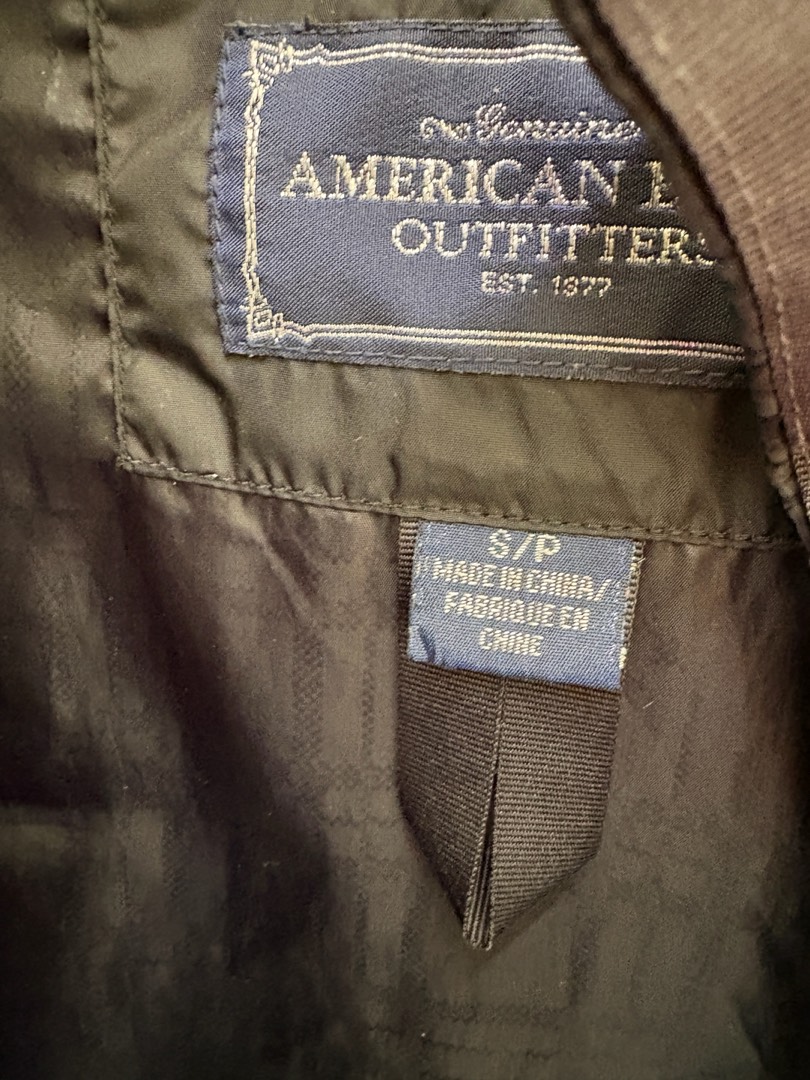 Genuine
AMERICAN
OUTFITTERS
EST. 1977
S/P
MADE IN CHINA/
FABRIQUE EN
CHINE